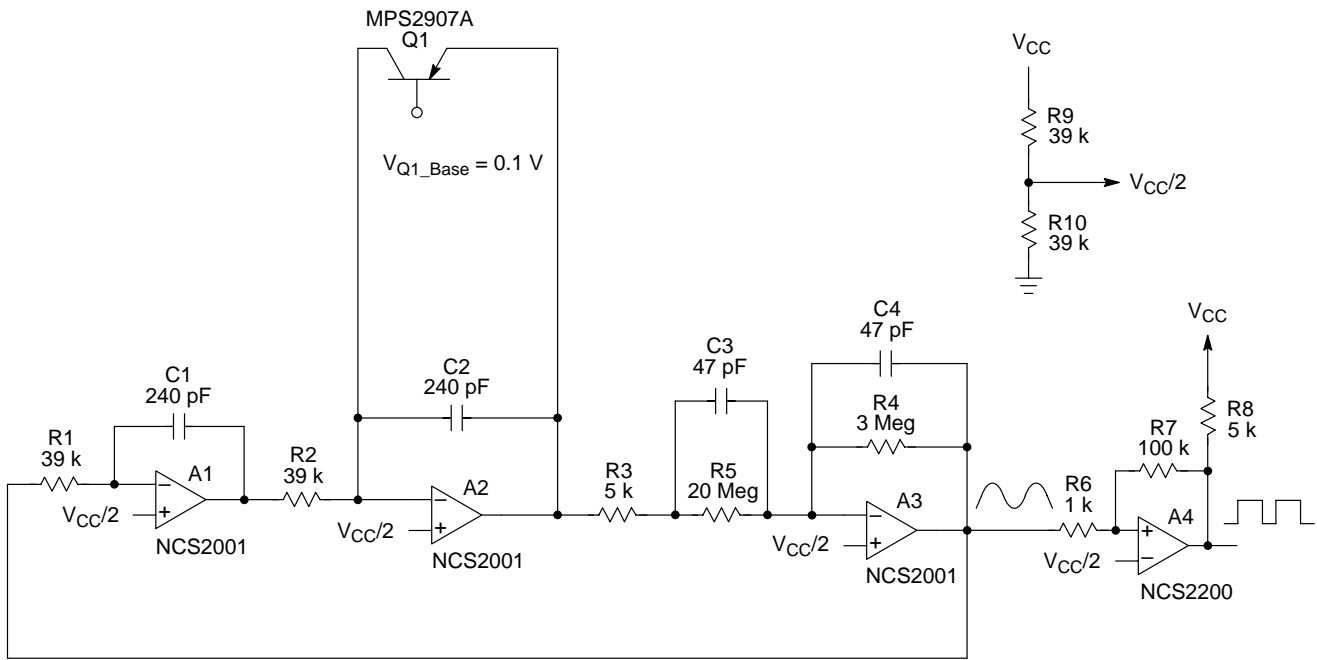 MPS2907A
Q1
V_Q1_Base = 0.1 V
V_CC
R9
39 k
V_CC/2
R10
39 k
C1
240 pF
R1
39 k
−
+
A1
V_CC/2
NCS2001
R2
39 k
C2
240 pF
−
+
A2
V_CC/2
NCS2001
R3
5 k
C3
47 pF
R5
20 Meg
C4
47 pF
R4
3 Meg
−
+
A3
V_CC/2
NCS2001
R6
1 k
R7
100 k
V_CC
R8
5 k
+
−
A4
V_CC/2
NCS2200